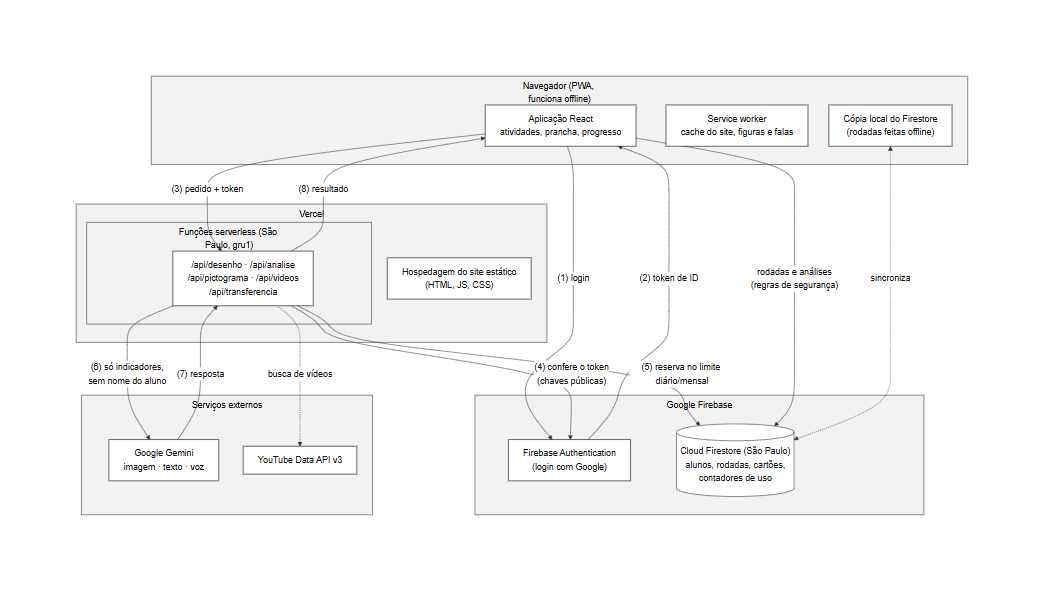 Navegador (PWA,
funciona offline)
Aplicação React
atividades, prancha, progresso
Service worker
cache do site, figuras e falas
Cópia local do Firestore
(rodadas feitas offline)
(3) pedido + token
(8) resultado
Vercel
Funções serverless (São
Paulo, gru1)
/api/desenho · /api/analise
/api/pictograma · /api/videos
/api/transferencia
Hospedagem do site estático
(HTML, JS, CSS)
(1) login
(2) token de ID
rodadas e análises
(regras de segurança)
sincroniza
(6) só indicadores,
sem nome do aluno
(7) resposta
busca de vídeos
(4) confere o token
(chaves públicas)
(5) reserva no limite
diário/mensal
Serviços externos
Google Gemini
imagem · texto · voz
YouTube Data API v3
Google Firebase
Firebase Authentication
(login com Google)
Cloud Firestore (São Paulo)
alunos, rodadas, cartões,
contadores de uso